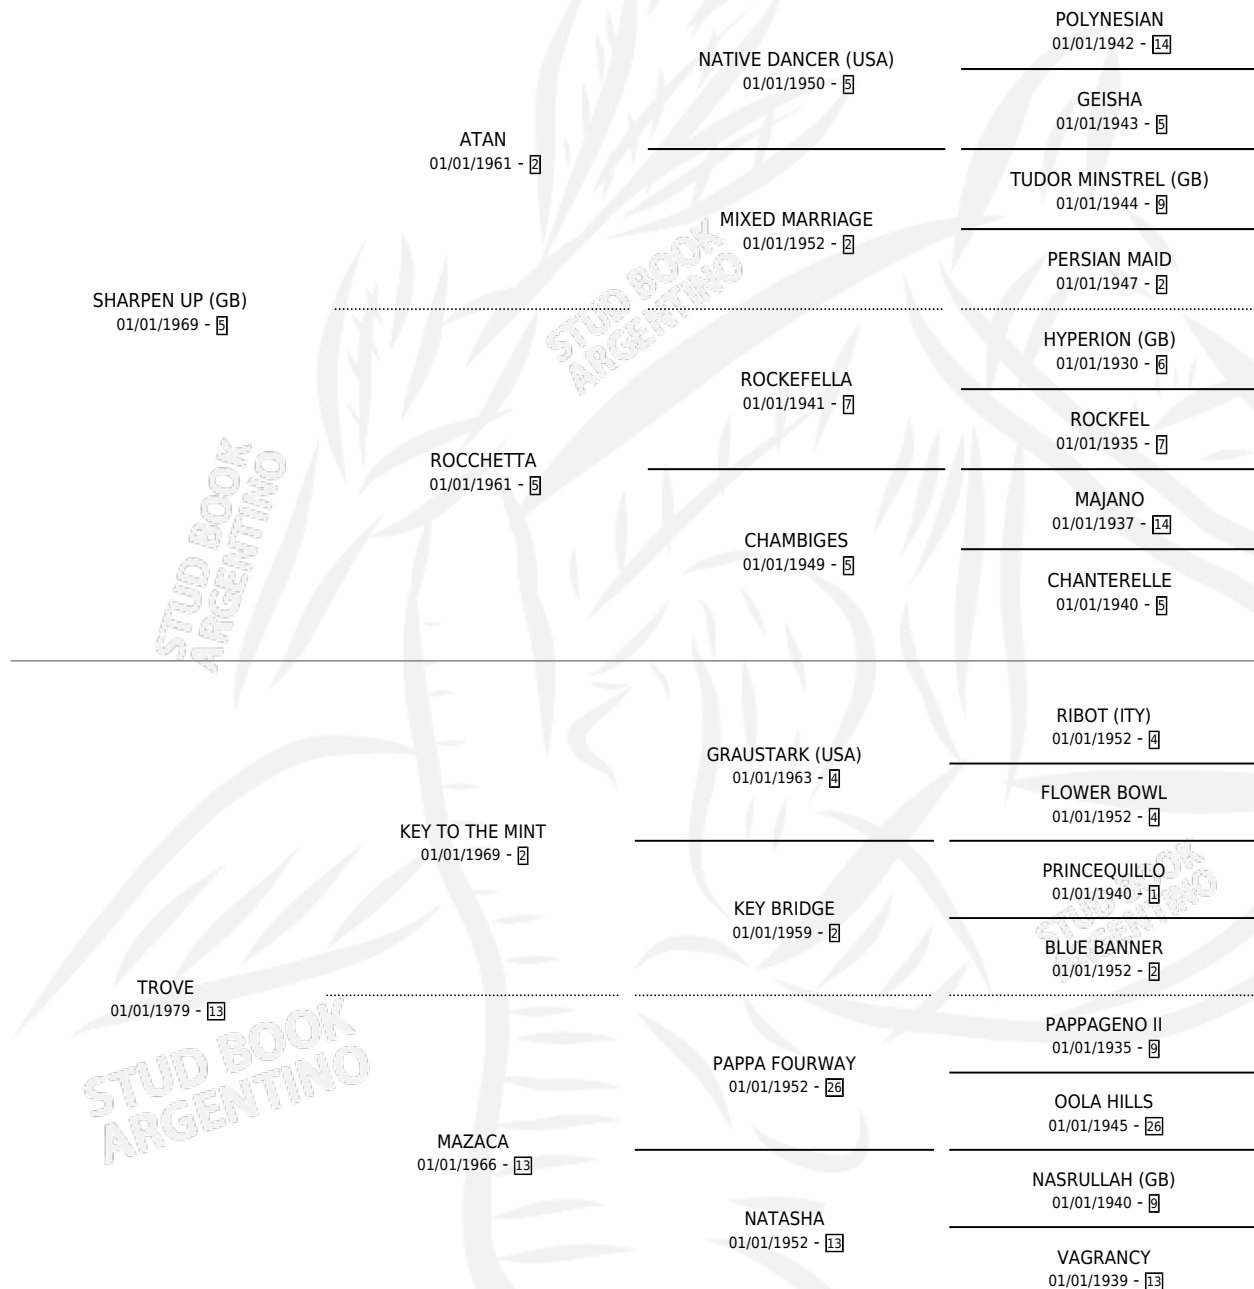 POLYNESIAN
01/01/1942 - 14
NATIVE DANCER (USA)
01/01/1950 - 5
GEISHA
01/01/1943 - 5
ATAN
01/01/1961 - 2
TUDOR MINSTREL (GB)
01/01/1944 - 9
MIXED MARRIAGE
01/01/1952 - 2
PERSIAN MAID
01/01/1947 - 2
SHARPEN UP (GB)
01/01/1969 - 5
STUD BOOK
ARGENTINO
HYPERION (GB)
01/01/1930 - 6
ROCKEFELLA
01/01/1941 - 7
ROCKFEL
01/01/1935 - 7
ROCCHETTA
01/01/1961 - 5
MAJANO
01/01/1937 - 14
CHAMBIGES
01/01/1949 - 5
CHANTERELLE
01/01/1940 - 5
STUD BOOK
ARGENTINO
RIBOT (ITY)
01/01/1952 - 4
GRAUSTARK (USA)
01/01/1963 - 4
FLOWER BOWL
01/01/1952 - 4
KEY TO THE MINT
01/01/1969 - 2
PRINCEQUILLO
01/01/1940 - 1
KEY BRIDGE
01/01/1959 - 2
BLUE BANNER
01/01/1952 - 2
STUD BOOK
ARGENTINO
TROVE
01/01/1979 - 13
PAPPAGENO II
01/01/1935 - 9
PAPPA FOURWAY
01/01/1952 - 26
OOLA HILLS
01/01/1945 - 26
STUD BOOK
ARGENTINO
MAZACA
01/01/1966 - 13
NASRULLAH (GB)
01/01/1940 - 9
NATASHA
01/01/1952 - 13
VAGRANCY
01/01/1939 - 13